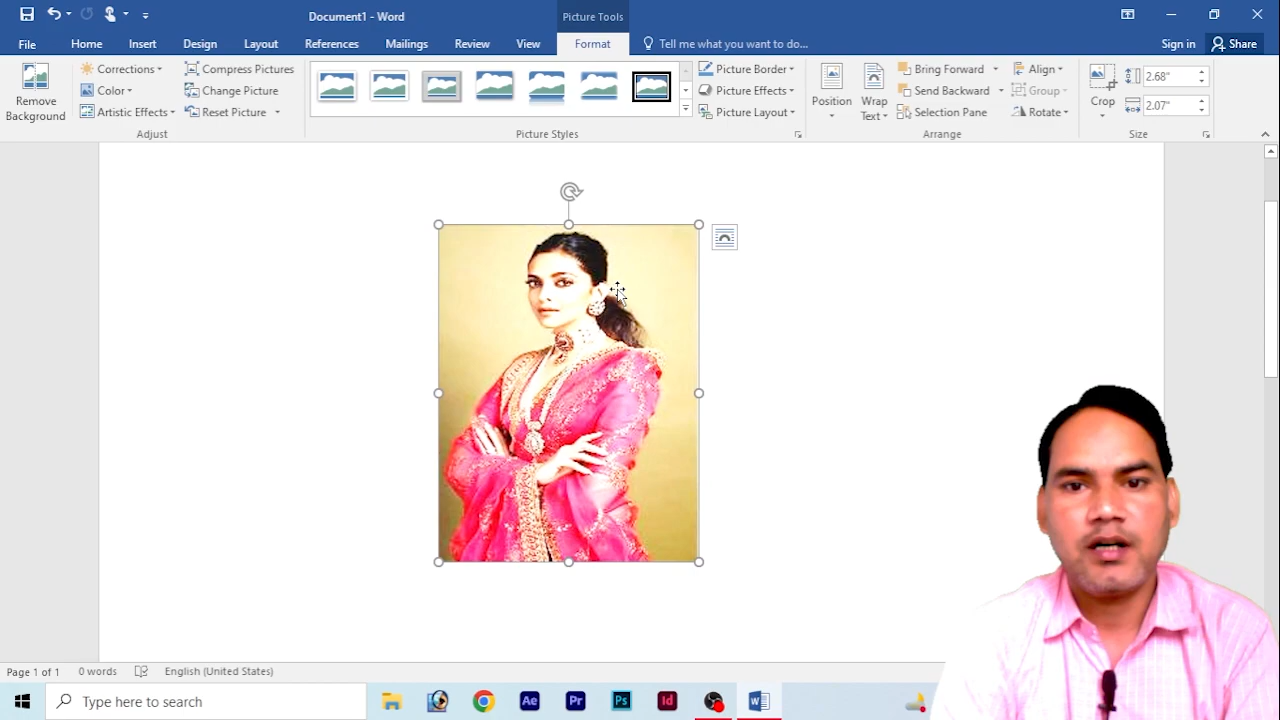 Document1 - Word
Picture Tools
File
Home
Insert
Design
Layout
References
Mailings
Review
View
Format
Tell me what you want to do...
Sign in
Share
Remove
Background
Corrections
Color
Artistic Effects
Compress Pictures
Change Picture
Reset Picture
Adjust
Picture Styles
Picture Border
Picture Effects
Picture Layout
Position
Wrap
Text
Bring Forward
Send Backward
Selection Pane
Align
Group
Rotate
Arrange
Crop
2.68"
2.07"
Size
Page 1 of 1
0 words
English (United States)
Type here to search
Ae
Pr
Ps
Id
W